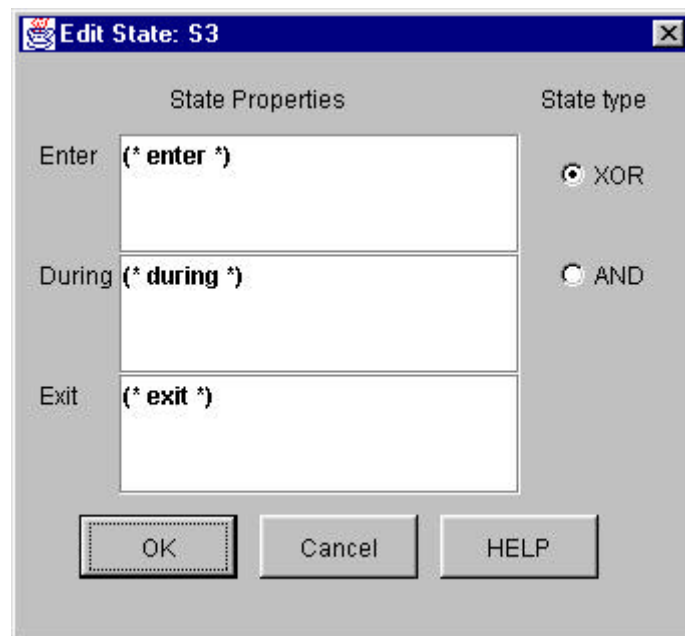 Edit State: S3
State Properties State type
Enter (* enter *)
XOR
During (* during *)
AND
Exit (* exit *)
OK Cancel HELP